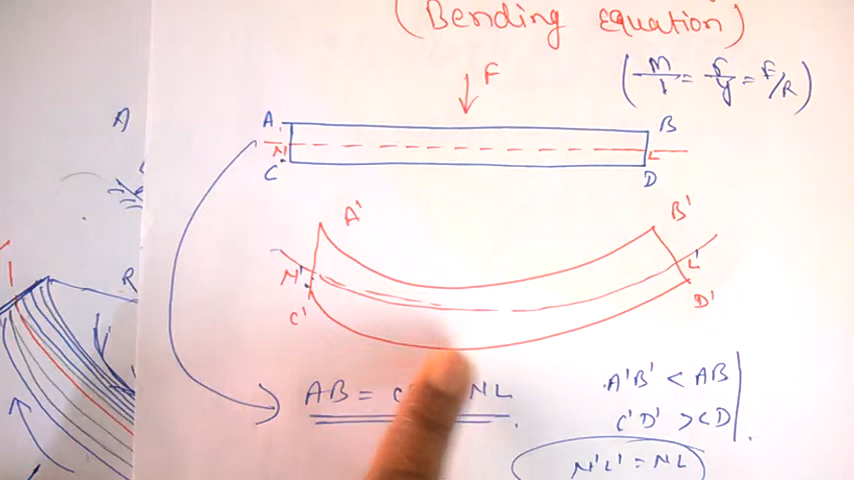 (Bending Equation)
(M/I = F/y = F/R)
F
A B
N L
C D
A
A' B'
N' L'
C' D'
R
AB = NL
A'B' < AB
C'D' > CD
N'L' = NL